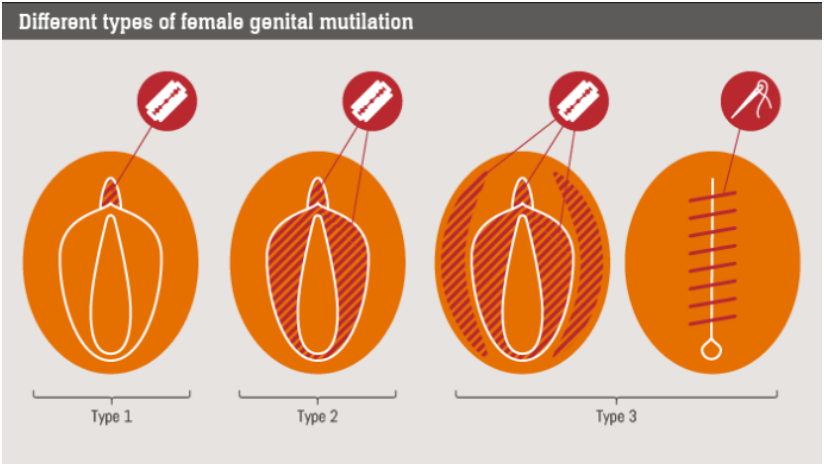 Different types of female genital mutilation
Type 1
Type 2
Type 3